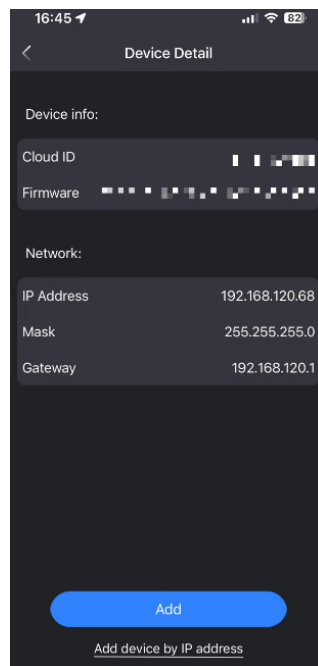 16:45 82
Device Detail
Device info:
Cloud ID
Firmware
Network:
IP Address 192.168.120.68
Mask 255.255.255.0
Gateway 192.168.120.1
Add
Add device by IP address